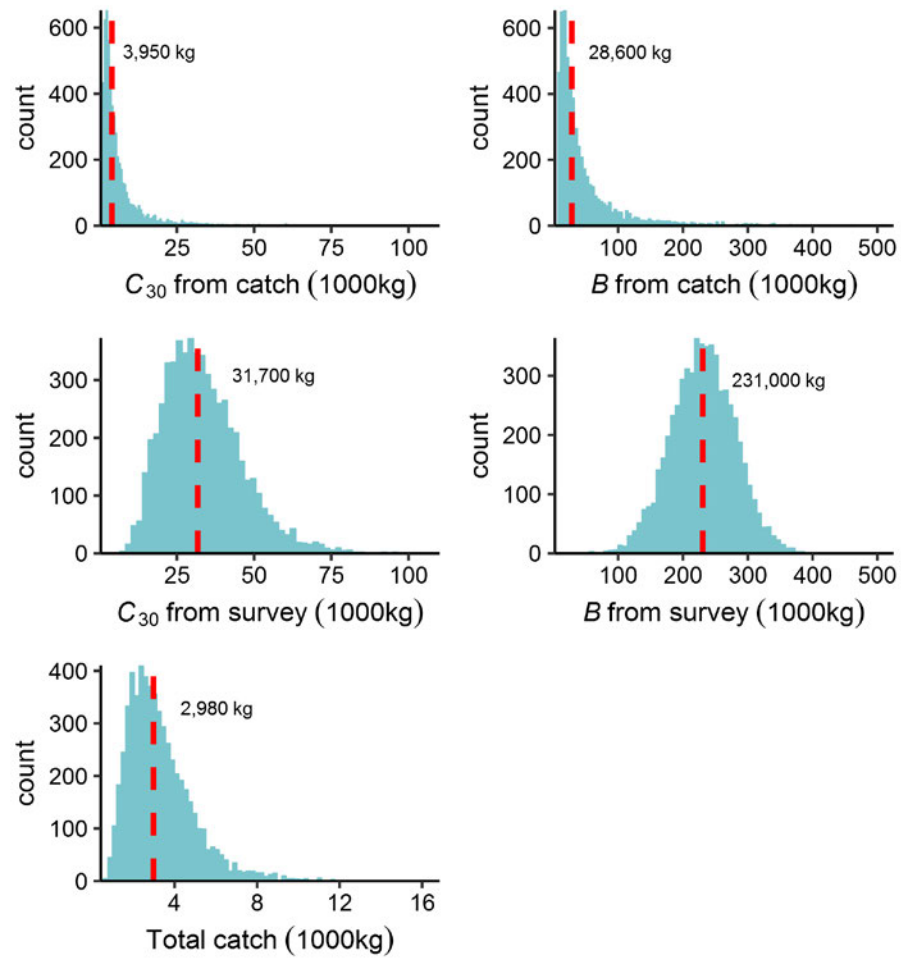 600
400
200
0
count
3,950 kg
25 50 75 100
C30 from catch (1000kg)
600
400
200
0
count
28,600 kg
100 200 300 400 500
B from catch (1000kg)
300
200
100
0
count
31,700 kg
25 50 75 100
C30 from survey (1000kg)
300
200
100
0
count
231,000 kg
100 200 300 400 500
B from survey (1000kg)
400
300
200
100
0
count
2,980 kg
4 8 12 16
Total catch (1000kg)